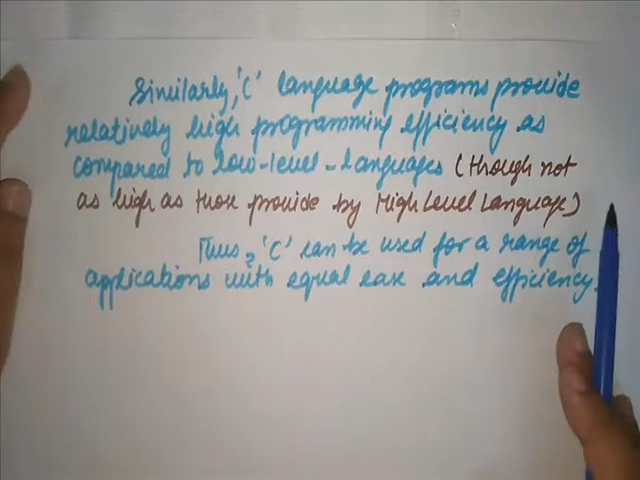 Similarly, 'C' language programs provide
relatively high programming efficiency as
compared to low-level-languages (though not
as high as those provide by High Level Language)
Thus, 'C' can be used for a range of
applications with equal ease and efficiency.